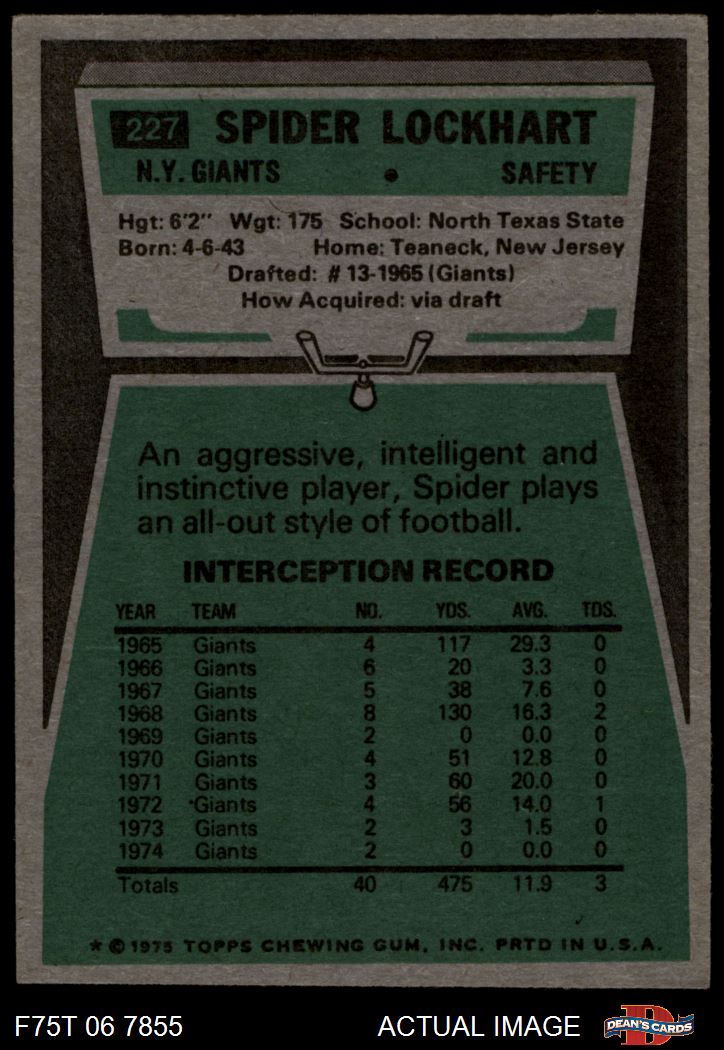 227 SPIDER LOCKHART
N.Y. GIANTS • SAFETY
Hgt: 6'2" Wgt: 175 School: North Texas State
Born: 4-6-43 Home: Teaneck, New Jersey
Drafted: # 13-1965 (Giants)
How Acquired: via draft
An aggressive, intelligent and
instinctive player, Spider plays
an all-out style of football.
INTERCEPTION RECORD
YEAR TEAM NO. YDS. AVG. TDS.
1965 Giants 4 117 29.3 0
1966 Giants 6 20 3.3 0
1967 Giants 5 38 7.6 0
1968 Giants 8 130 16.3 2
1969 Giants 2 0 0.0 0
1970 Giants 4 51 12.8 0
1971 Giants 3 60 20.0 0
1972 Giants 4 56 14.0 1
1973 Giants 2 3 1.5 0
1974 Giants 2 0 0.0 0
Totals 40 475 11.9 3
* © 1975 TOPPS CHEWING GUM, INC. PRTD IN U.S.A.
F75T 06 7855 ACTUAL IMAGE D DEAN'S CARDS